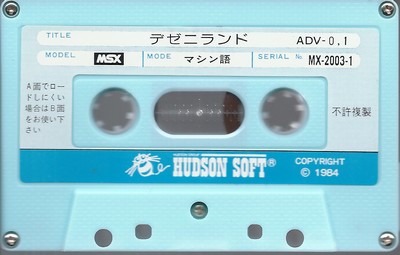 TITLE デゼニランド ADV-0.1
MODEL MSX MODE マシン語 SERIAL № MX-2003-1
A面でロー
ドしにくい
場合はB面
をお使い下
さい
不許複製
HUDSON SOFT®
COPYRIGHT
© 1984